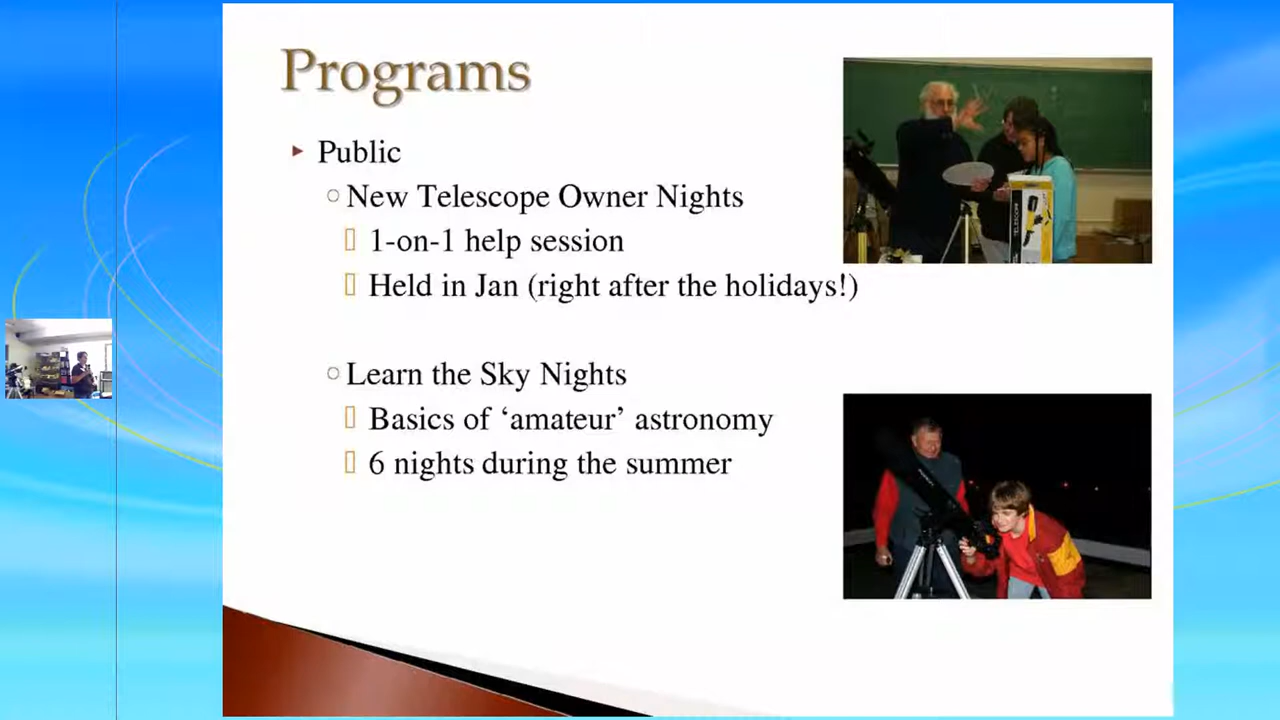 Programs
Public
New Telescope Owner Nights
1-on-1 help session
Held in Jan (right after the holidays!)
Learn the Sky Nights
Basics of ‘amateur’ astronomy
6 nights during the summer
TELESCOPE